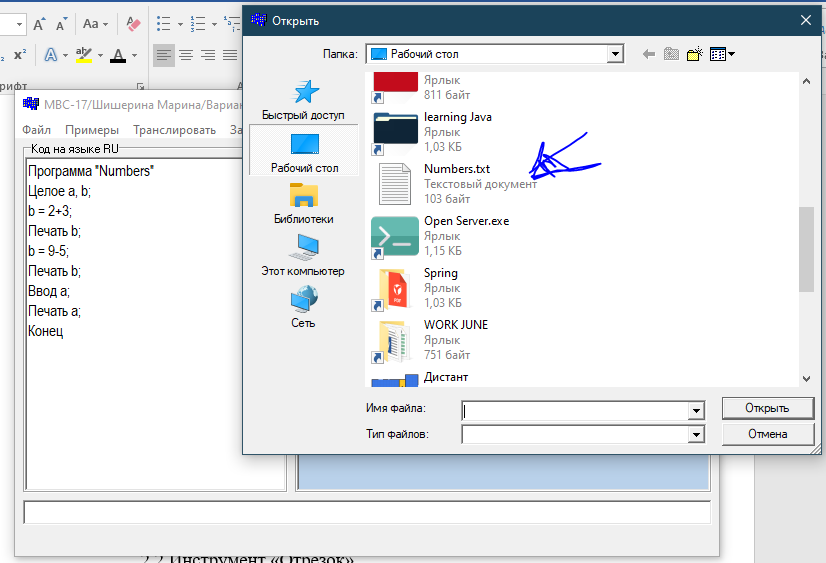 Aa
рифт
МВС-17/Шишерина Марина/Вариан
Файл Примеры Транслировать За
Код на языке RU
Программа "Numbers"
Целое a, b;
b = 2+3;
Печать b;
b = 9-5;
Печать b;
Ввод a;
Печать a;
Конец
Открыть
Папка: Рабочий стол
Быстрый доступ
Рабочий стол
Библиотеки
Этот компьютер
Сеть
Ярлык
811 байт
learning Java
Ярлык
1,03 КБ
Numbers.txt
Текстовый документ
103 байт
Open Server.exe
Ярлык
1,15 КБ
Spring
Ярлык
1,03 КБ
WORK JUNE
Ярлык
751 байт
Дистант
Имя файла:
Открыть
Тип файлов:
Отмена
2.2 Инструмент «Отрезок»